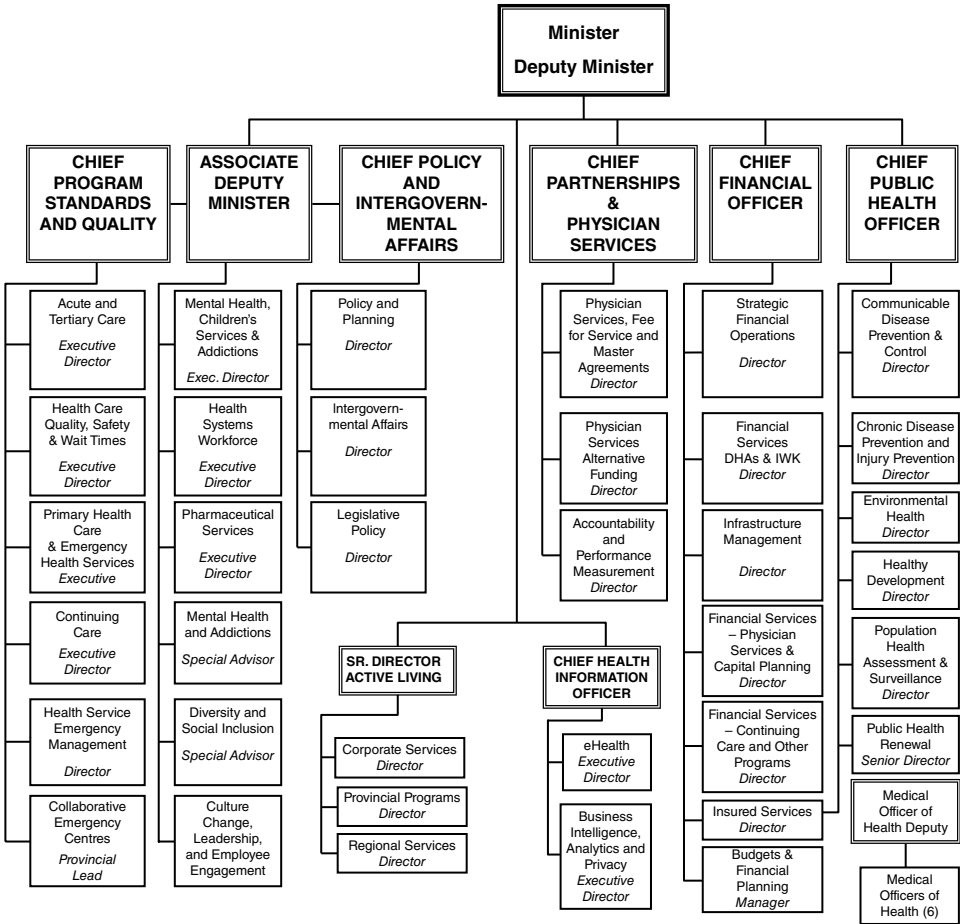 Minister
Deputy Minister
CHIEF
PROGRAM
STANDARDS
AND QUALITY
ASSOCIATE
DEPUTY
MINISTER
CHIEF POLICY
AND
INTERGOVERN-
MENTAL
AFFAIRS
CHIEF
PARTNERSHIPS
&
PHYSICIAN
SERVICES
CHIEF
FINANCIAL
OFFICER
CHIEF
PUBLIC
HEALTH
OFFICER
Acute and
Tertiary Care
Executive
Director
Health Care
Quality, Safety
& Wait Times
Executive
Director
Primary Health
Care
& Emergency
Health Services
Executive
Continuing
Care
Executive
Director
Health Service
Emergency
Management
Director
Collaborative
Emergency
Centres
Provincial
Lead
Mental Health,
Children's
Services &
Addictions
Exec. Director
Health
Systems
Workforce
Executive
Director
Pharmaceutical
Services
Executive
Director
Mental Health
and Addictions
Special Advisor
Diversity and
Social Inclusion
Special Advisor
Culture
Change,
Leadership,
and Employee
Engagement
Policy and
Planning
Director
Intergovern-
mental Affairs
Director
Legislative
Policy
Director
SR. DIRECTOR
ACTIVE LIVING
Corporate Services
Director
Provincial Programs
Director
Regional Services
Director
CHIEF HEALTH
INFORMATION
OFFICER
eHealth
Executive
Director
Business
Intelligence,
Analytics and
Privacy
Executive
Director
Physician
Services, Fee
for Service and
Master
Agreements
Director
Physician
Services
Alternative
Funding
Director
Accountability
and
Performance
Measurement
Director
Strategic
Financial
Operations
Director
Financial
Services
DHAs & IWK
Director
Infrastructure
Management
Director
Financial Services
– Physician
Services &
Capital Planning
Director
Financial Services
– Continuing
Care and Other
Programs
Director
Insured Services
Director
Budgets &
Financial
Planning
Manager
Communicable
Disease
Prevention &
Control
Director
Chronic Disease
Prevention and
Injury Prevention
Director
Environmental
Health
Director
Healthy
Development
Director
Population
Health
Assessment &
Surveillance
Director
Public Health
Renewal
Senior Director
Medical
Officer of
Health Deputy
Medical
Officers of
Health (6)